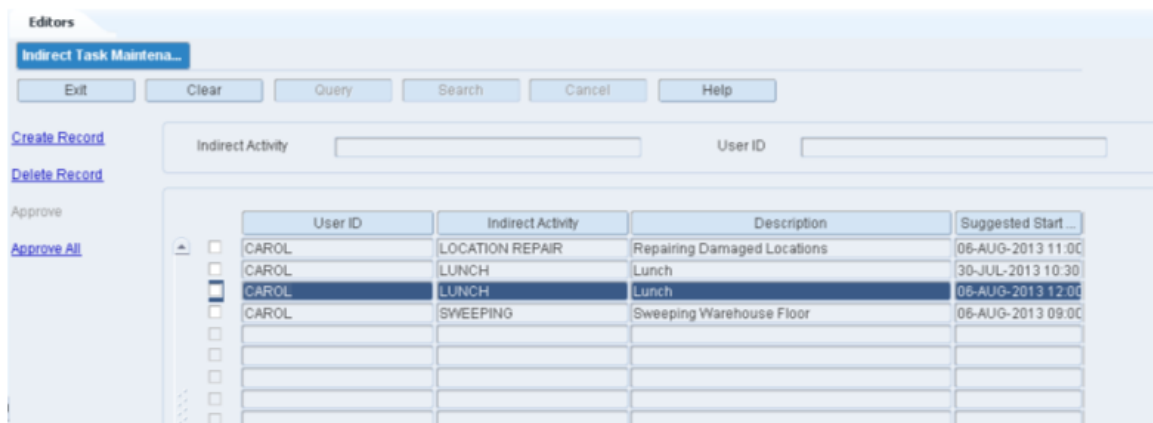 Editors
Indirect Task Maintena...
Exit Clear Query Search Cancel Help
Create Record
Indirect Activity User ID
Delete Record
Approve
User ID Indirect Activity Description Suggested Start ...
Approve All
CAROL LOCATION REPAIR Repairing Damaged Locations 06-AUG-2013 11:00
CAROL LUNCH Lunch 30-JUL-2013 10:30
CAROL LUNCH Lunch 06-AUG-2013 12:00
CAROL SWEEPING Sweeping Warehouse Floor 06-AUG-2013 09:00